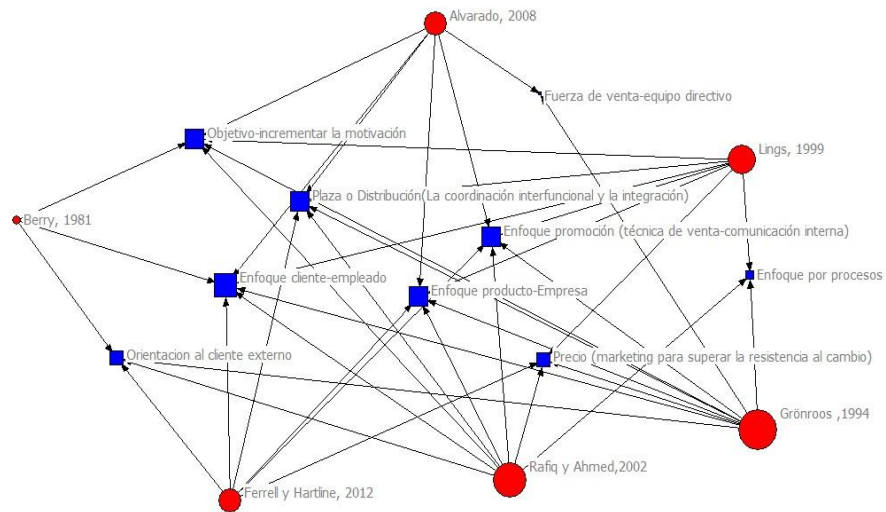 Alvarado, 2008
Fuerza de venta-equipo directivo
Objetivo-incrementar la motivación
Lings, 1999
Plaza o Distribución(La coordinación interfuncional y la integración)
Berry, 1981
Enfoque promoción (técnica de venta-comunicación interna)
Enfoque cliente-empleado
Enfoque por procesos
Enfoque producto-Empresa
Orientacion al cliente externo
Precio (marketing para superar la resistencia al cambio)
Grönroos ,1994
Rafiq y Ahmed,2002
Ferrell y Hartline, 2012